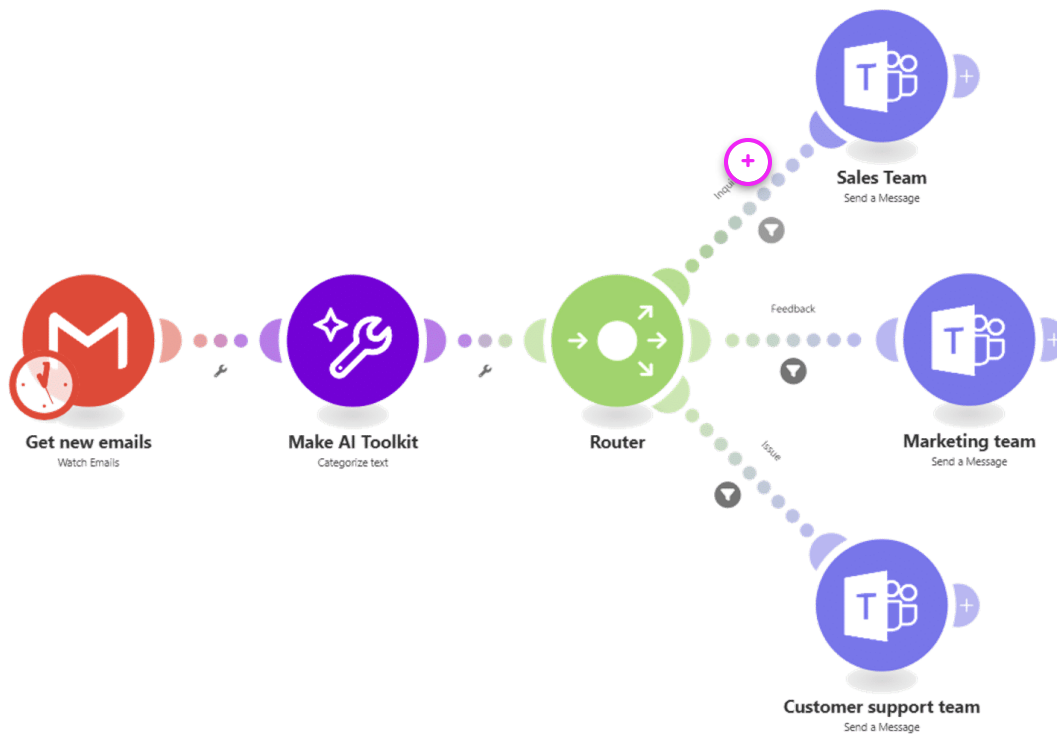 Sales Team
Send a Message
Feedback
Get new emails
Watch Emails
Make AI Toolkit
Categorize text
Router
Marketing team
Send a Message
Issue
Customer support team
Send a Message